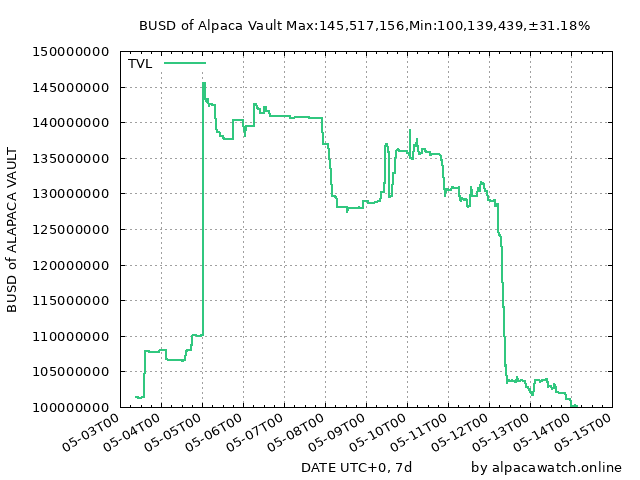 BUSD of Alpaca Vault Max:145,517,156,Min:100,139,439,±31.18%
TVL
150000000
145000000
140000000
135000000
130000000
125000000
120000000
115000000
110000000
105000000
100000000
BUSD of ALAPACA VAULT
05-03T00
05-04T00
05-05T00
05-06T00
05-07T00
05-08T00
05-09T00
05-10T00
05-11T00
05-12T00
05-13T00
05-14T00
05-15T00
DATE UTC+0, 7d
by alpacawatch.online